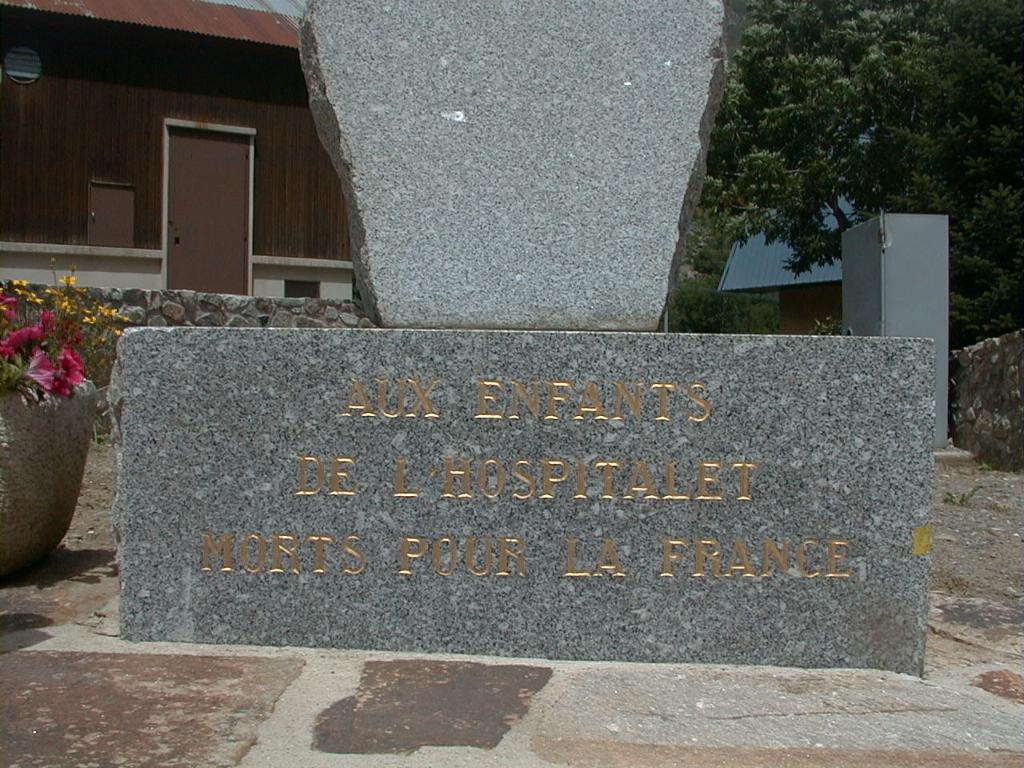 AUX ENFANTS
DE L'HOSPITALET
MORTS POUR LA FRANCE